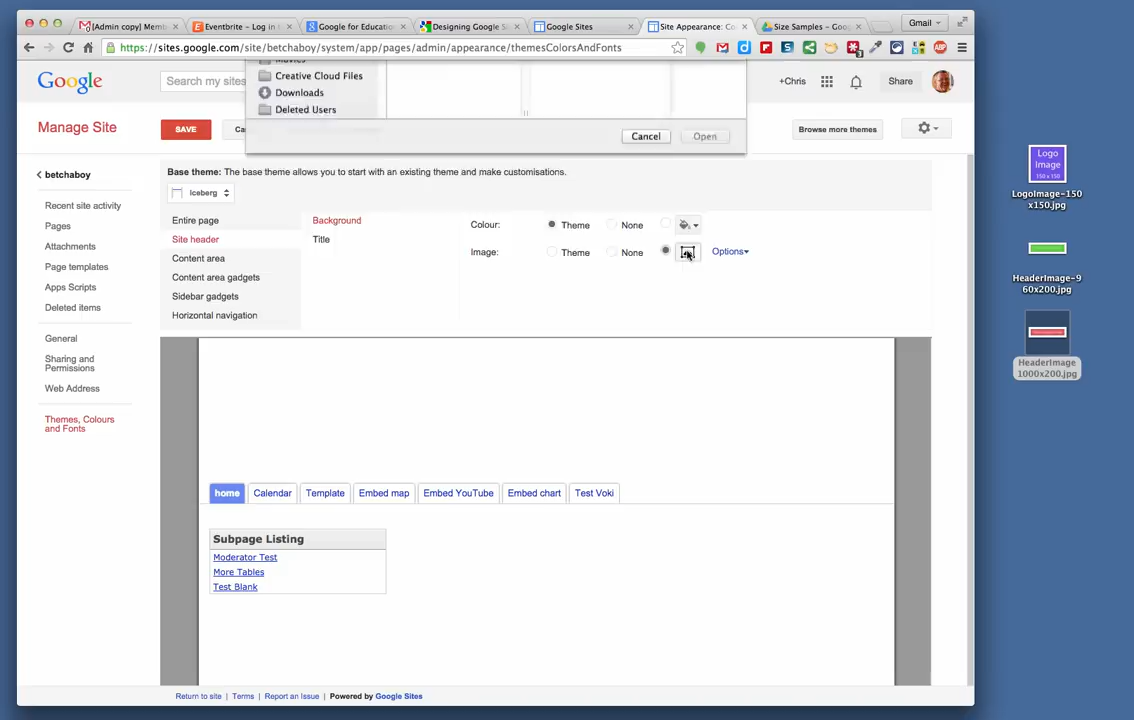 [Admin copy] Memb
Eventbrite - Log in
Google for Education
Designing Google Si
Google Sites
Site Appearance: Co
Size Samples - Goog
Gmail
https://sites.google.com/site/betchaboy/system/app/pages/admin/appearance/themesColorsAndFonts
Google
Search my sites
+Chris
Share
Movies
Creative Cloud Files
Downloads
Deleted Users
Cancel
Open
Manage Site
SAVE
Ca
Browse more themes
betchaboy
Recent site activity
Pages
Attachments
Page templates
Apps Scripts
Deleted items
General
Sharing and
Permissions
Web Address
Themes, Colours
and Fonts
Base theme: The base theme allows you to start with an existing theme and make customisations.
Iceberg
Entire page
Site header
Content area
Content area gadgets
Sidebar gadgets
Horizontal navigation
Background
Title
Colour:
Theme
None
Image:
Theme
None
Options
home
Calendar
Template
Embed map
Embed YouTube
Embed chart
Test Voki
Subpage Listing
Moderator Test
More Tables
Test Blank
Return to site | Terms | Report an Issue | Powered by Google Sites
Logo
Image
150 x 150
LogoImage-150
x150.jpg
HeaderImage-9
60x200.jpg
HeaderImage
1000x200.jpg